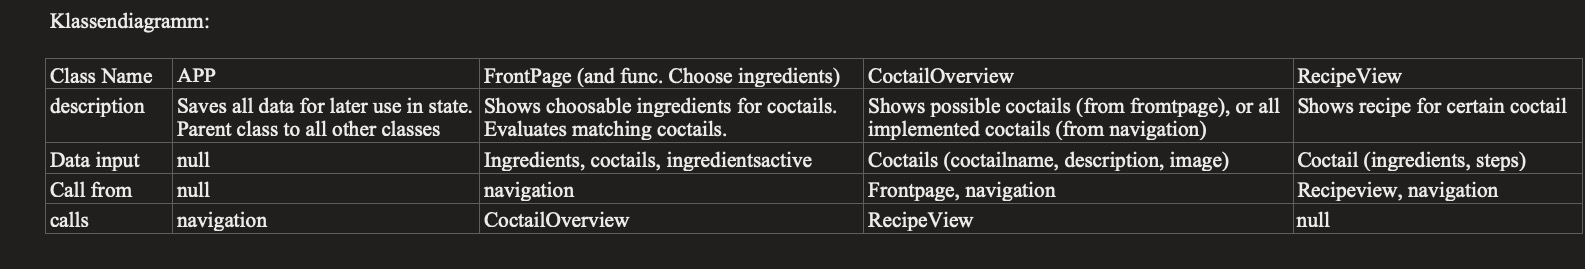 Klassendiagramm:
Class Name APP FrontPage (and func. Choose ingredients) CoctailOverview RecipeView
description Saves all data for later use in state. Shows choosable ingredients for coctails. Shows possible coctails (from fromtpage), or all Shows recipe for certain coctail
Parent class to all other classes Evaluates matching coctails. implemented coctails (from navigation)
Data input null Ingredients, coctails, ingredientsactive Coctails (coctailname, description, image) Coctail (ingredients, steps)
Call from null navigation Frontpage, navigation Recipeview, navigation
calls navigation CoctailOverview RecipeView null